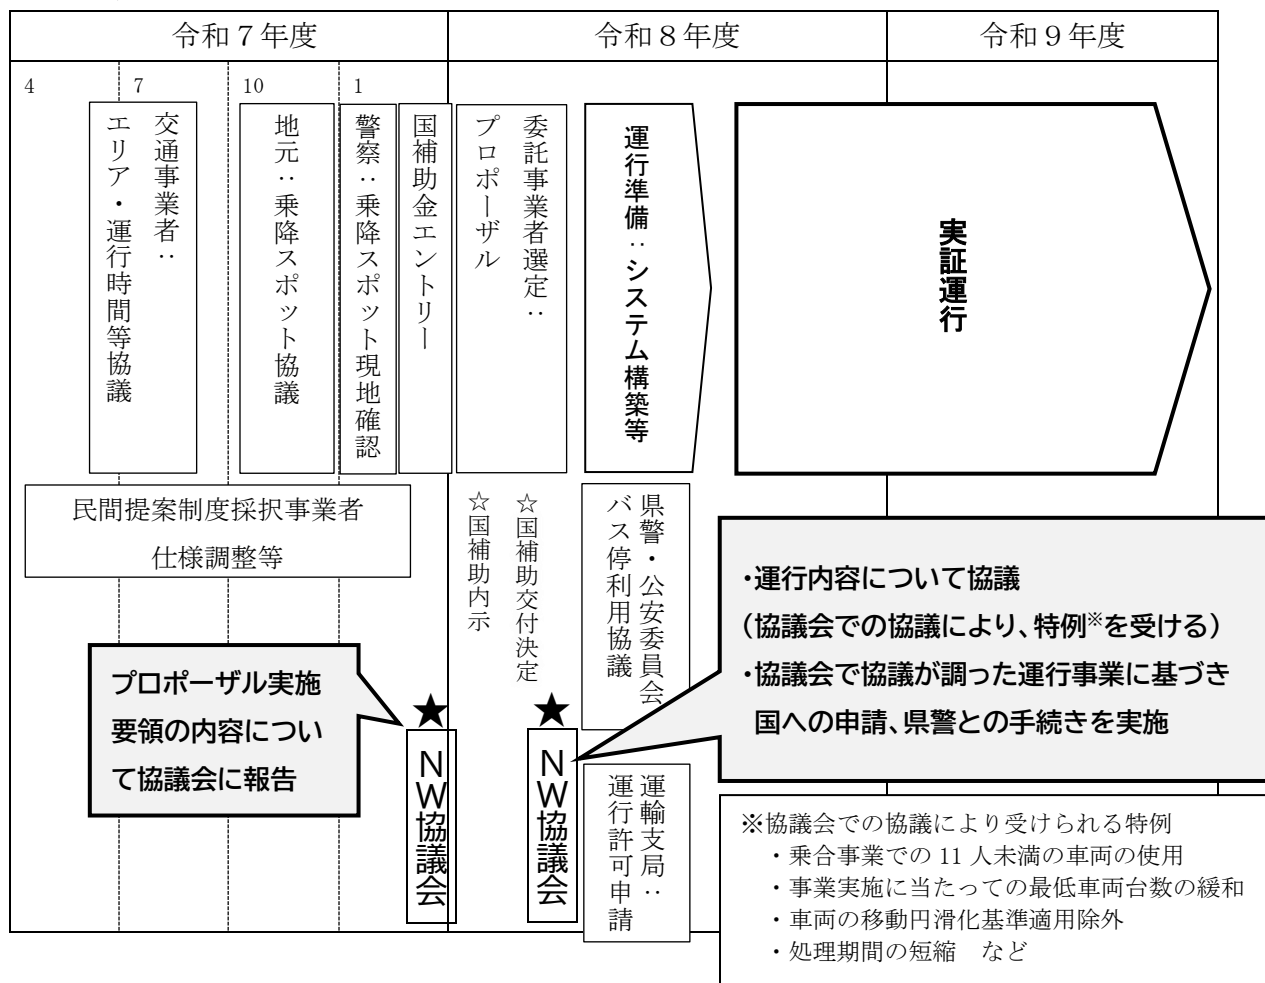 令和７年度
令和８年度
令和９年度
4
7
10
1
交通事業者：
エリア・運行時間等協議
地元：乗降スポット協議
警察：乗降スポット現地確認
国補助金エントリー
委託事業者選定：
プロポーザル
運行準備：システム構築等
実証運行
民間提案制度採択事業者
仕様調整等
☆国補助内示
☆国補助交付決定
県警・公安委員会
バス停利用協議
・運行内容について協議
（協議会での協議により、特例※を受ける）
・協議会で協議が調った運行事業に基づき
国への申請、県警との手続きを実施
プロポーザル実施
要領の内容につい
て協議会に報告
★
ＮＷ協議会
★
ＮＷ協議会
運輸支局：
運行許可申請
※協議会での協議により受けられる特例
・乗合事業での 11 人未満の車両の使用
・事業実施に当たっての最低車両台数の緩和
・車両の移動円滑化基準適用除外
・処理期間の短縮　など